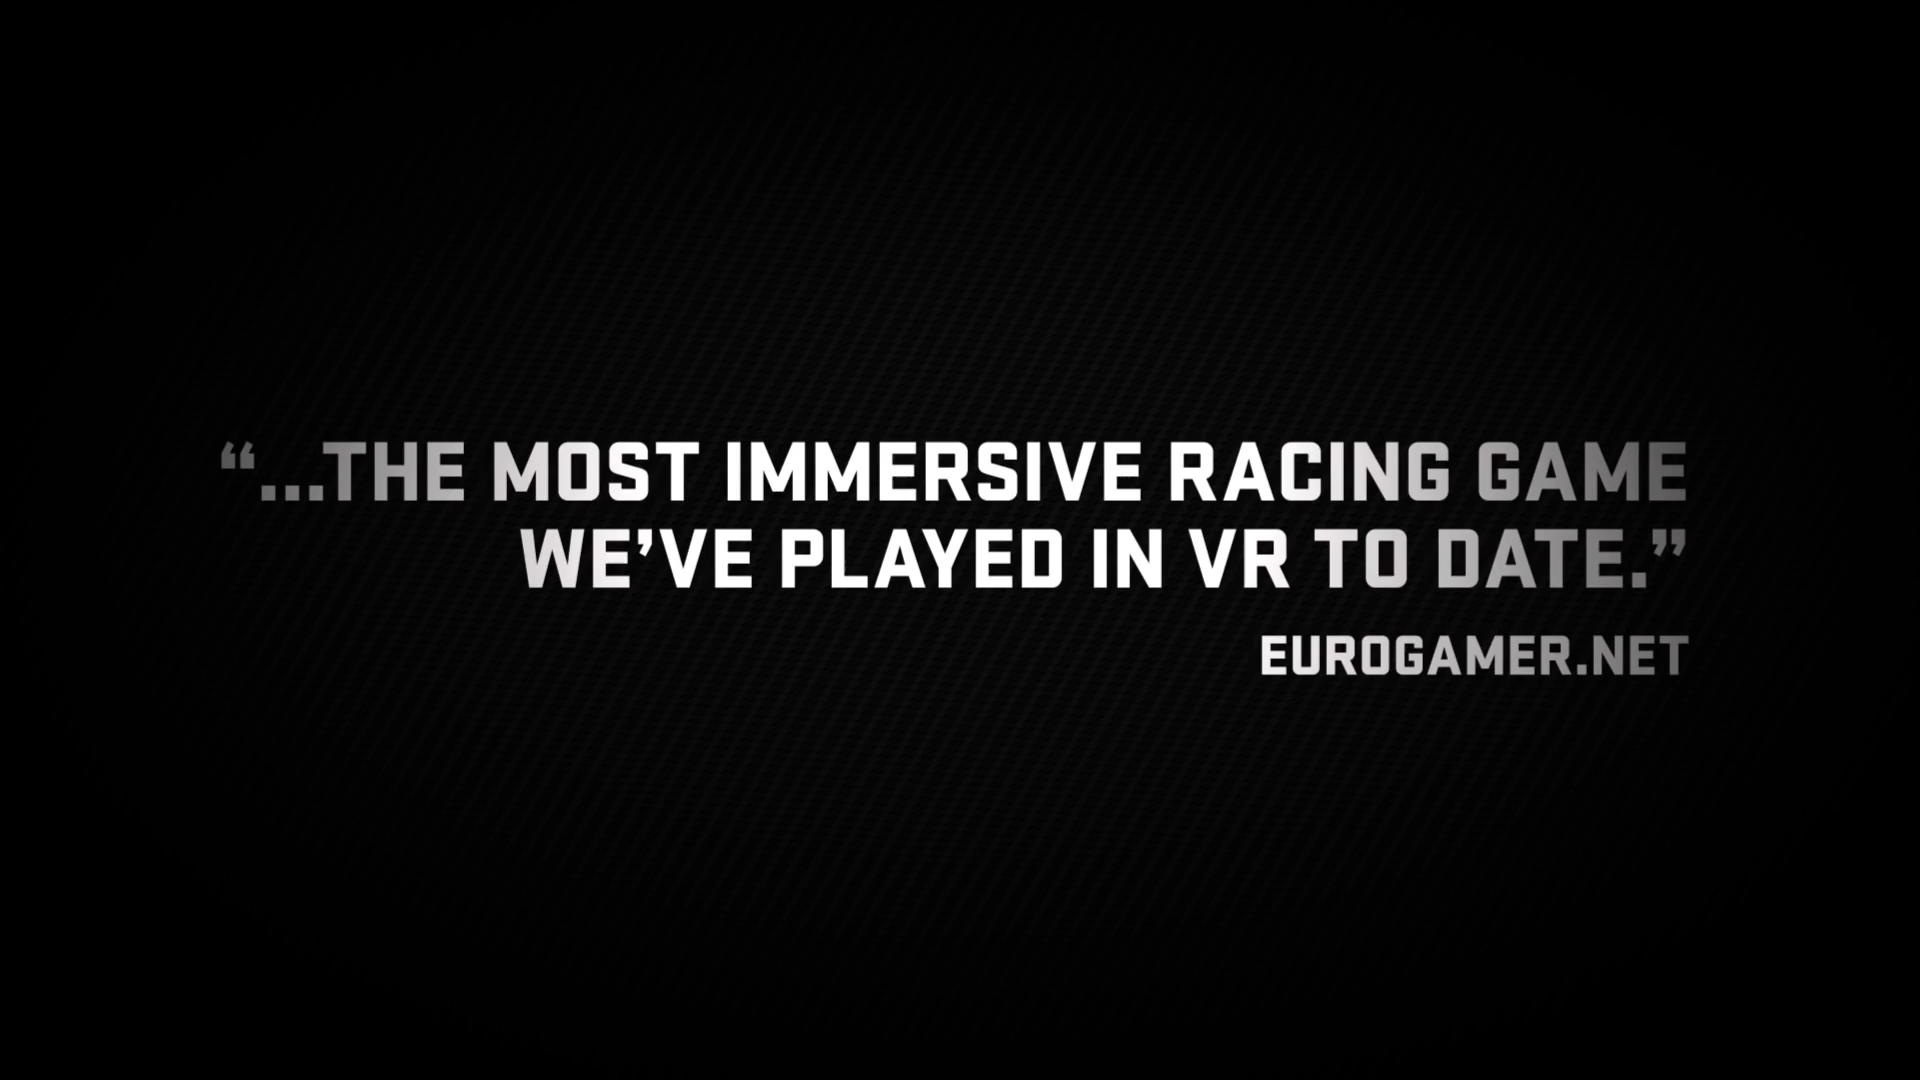 “...THE MOST IMMERSIVE RACING GAME
WE’VE PLAYED IN VR TO DATE.”
EUROGAMER.NET